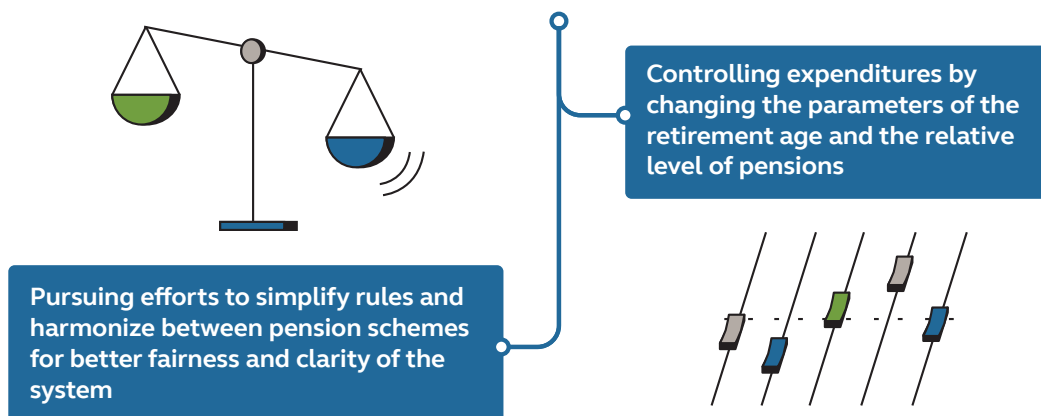 Controlling expenditures by
changing the parameters of the
retirement age and the relative
level of pensions
Pursuing efforts to simplify rules and
harmonize between pension schemes
for better fairness and clarity of the
system